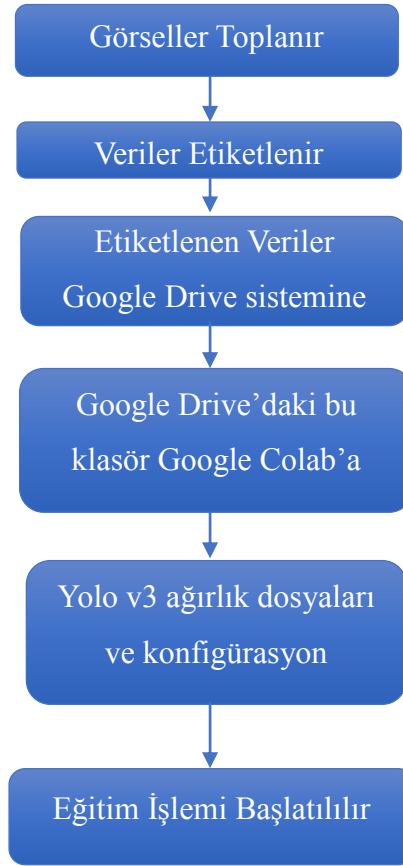 Görseller Toplanır
Veriler Etiketlenir
Etiketlenen Veriler
Google Drive sistemine
Google Drive’daki bu
klasör Google Colab’a
Yolo v3 ağırlık dosyaları
ve konfigürasyon
Eğitim İşlemi Başlatılılır